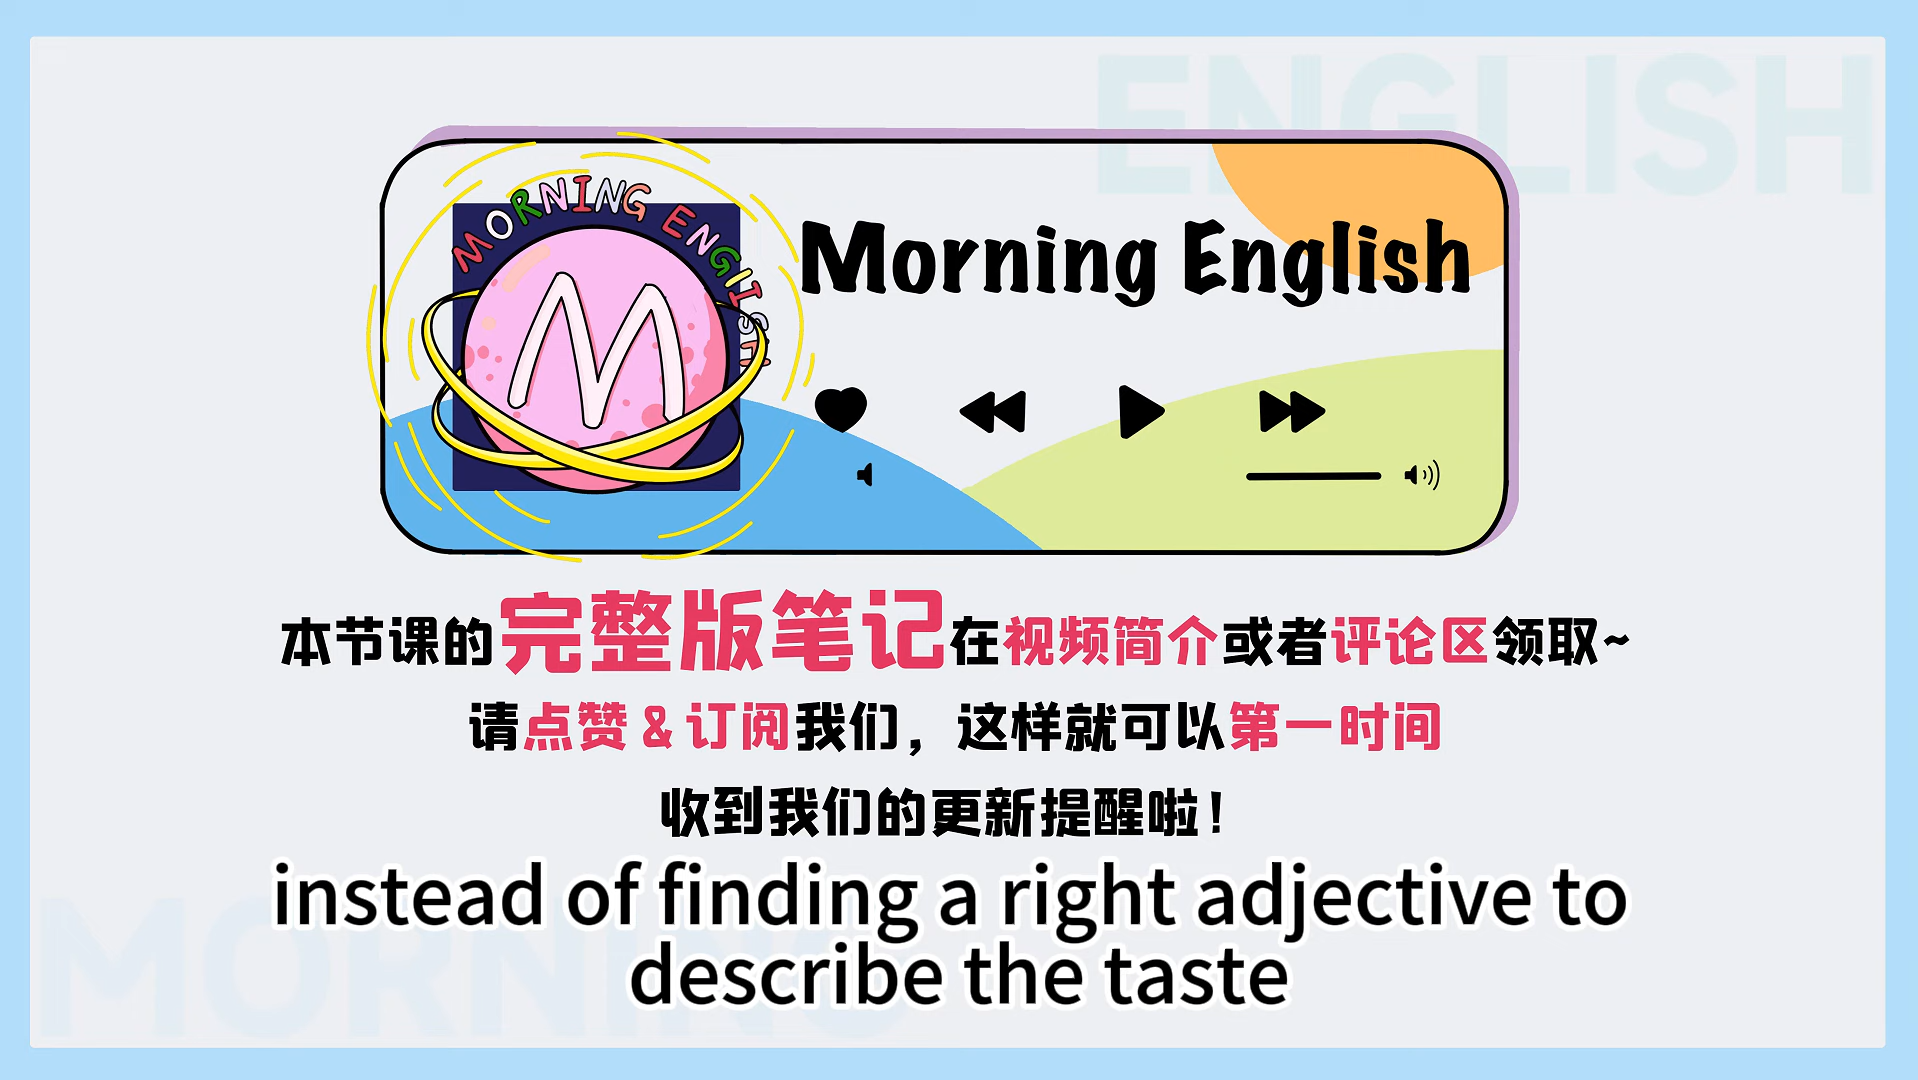 ENGLISH
MORNING ENGLISH
M
Morning English
本节课的完整版笔记在视频简介或者评论区领取~
请点赞&订阅我们，这样就可以第一时间
收到我们的更新提醒啦！
instead of finding a right adjective to
describe the taste
MORNING